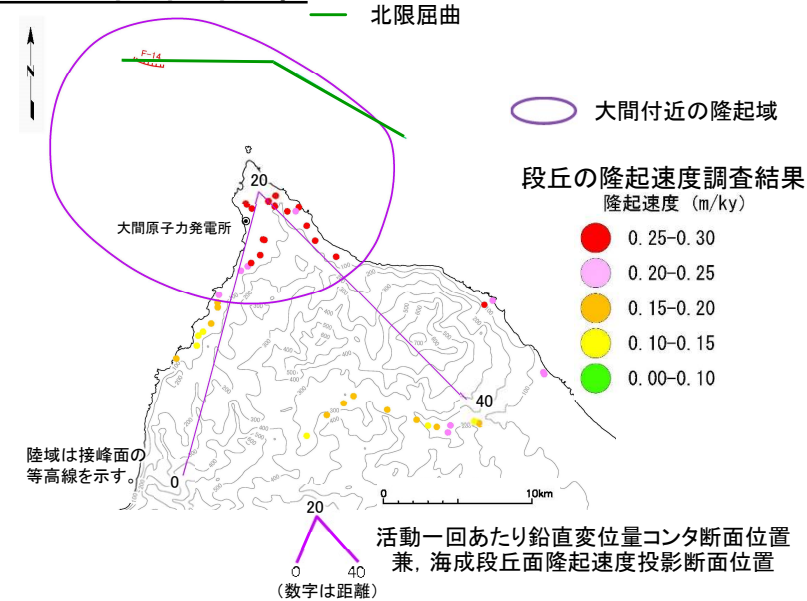 北限屈曲
F-14
N
大間付近の隆起域
段丘の隆起速度調査結果
隆起速度 (m/ky)
0.25-0.30
0.20-0.25
0.15-0.20
0.10-0.15
0.00-0.10
20
大間原子力発電所
40
陸域は接峰面の
等高線を示す。
0
0 10km
20
0 40
(数字は距離)
活動一回あたり鉛直変位量コンタ断面位置
兼, 海成段丘面隆起速度投影断面位置